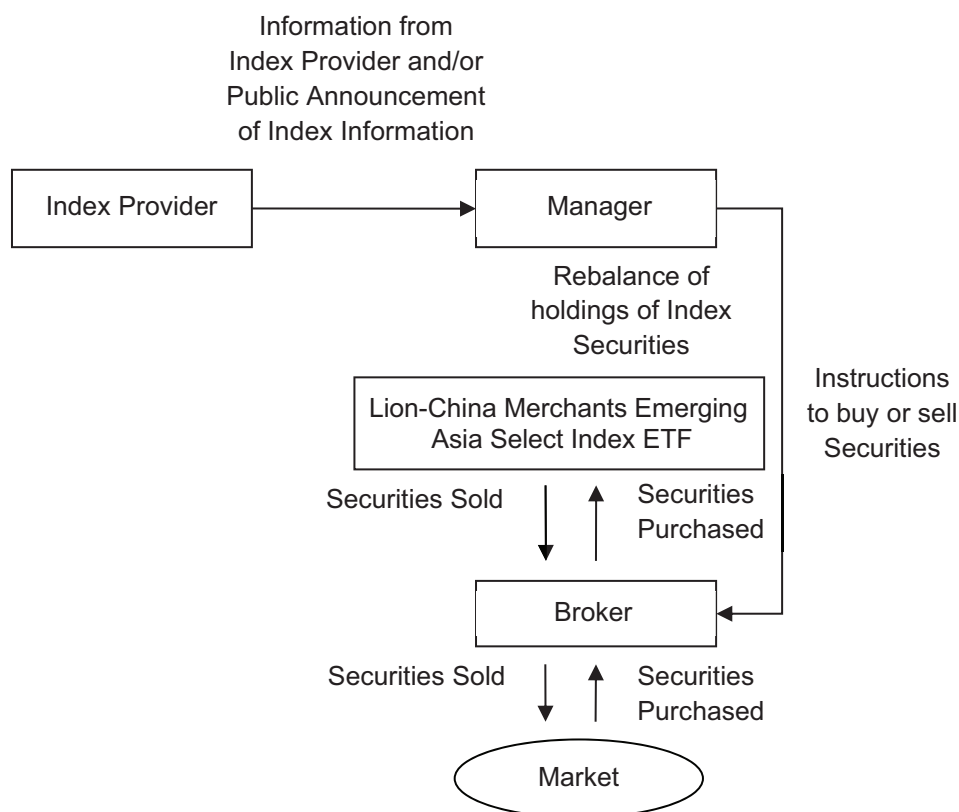 Information from
Index Provider and/or
Public Announcement
of Index Information
Index Provider
Manager
Rebalance of
holdings of Index
Securities
Instructions
to buy or sell
Securities
Lion-China Merchants Emerging
Asia Select Index ETF
Securities Sold
Securities
Purchased
Broker
Securities Sold
Securities
Purchased
Market